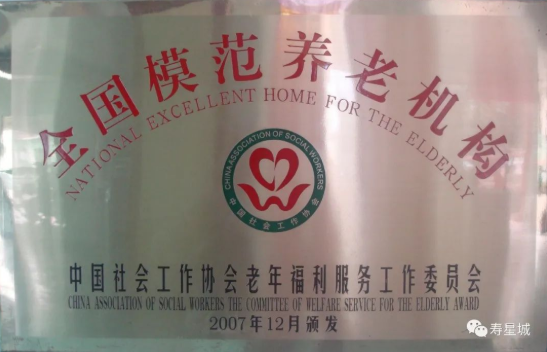 全国模范养老机构
NATIONAL EXCELLENT HOME FOR THE ELDERLY
CHINA ASSOCIATION OF SOCIAL WORKERS
中国社会工作协会
中国社会工作协会老年福利服务工作委员会
CHINA ASSOCIATION OF SOCIAL WORKERS THE COMMITTEE OF WELFARE SERVICE FOR THE ELDERLY AWARD
2007年12月颁发
寿星城